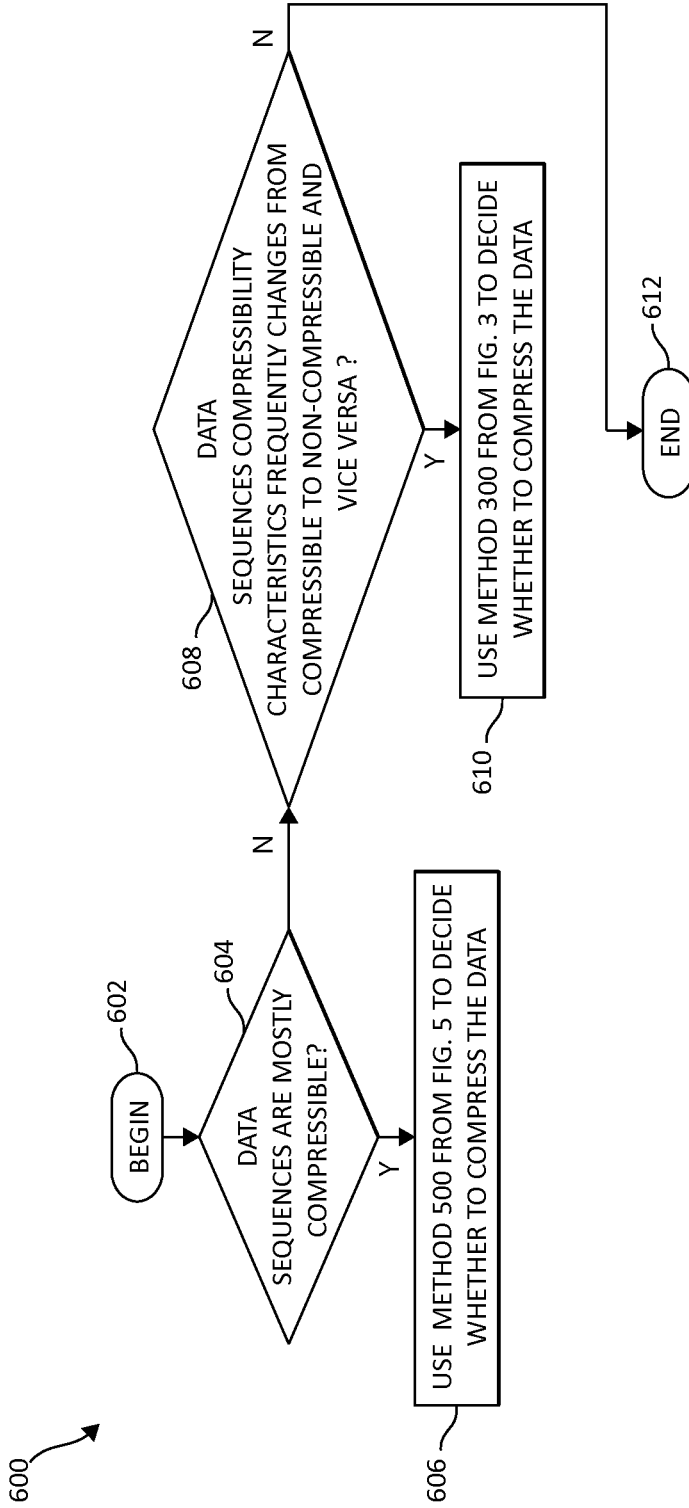 600
602
BEGIN
604
DATA
SEQUENCES ARE MOSTLY
COMPRESSIBLE?
N
Y
606
USE METHOD 500 FROM FIG. 5 TO DECIDE
WHETHER TO COMPRESS THE DATA
608
DATA
SEQUENCES COMPRESSIBILITY
CHARACTERISTICS FREQUENTLY CHANGES FROM
COMPRESSIBLE TO NON-COMPRESSIBLE AND
VICE VERSA ?
N
Y
610
USE METHOD 300 FROM FIG. 3 TO DECIDE
WHETHER TO COMPRESS THE DATA
612
END